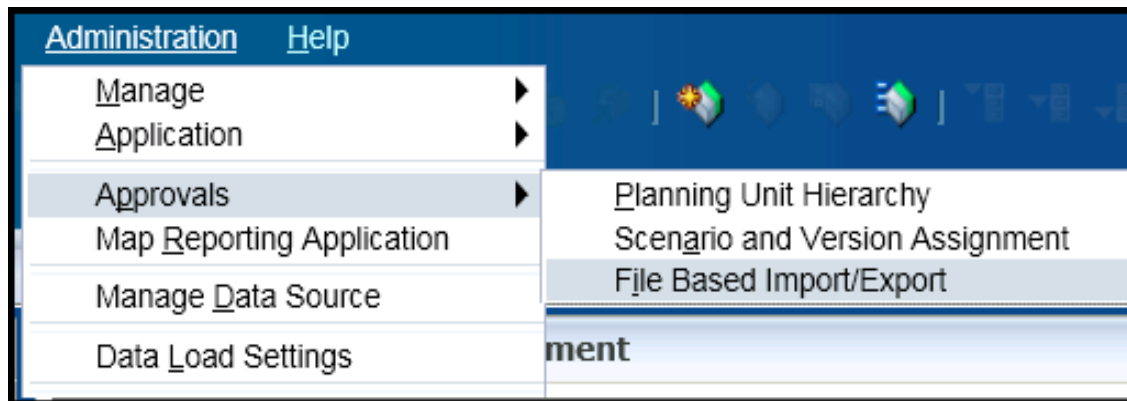 Administration Help
Manage
Application
Approvals
Planning Unit Hierarchy
Map Reporting Application
Scenario and Version Assignment
File Based Import/Export
Manage Data Source
Data Load Settings
ment